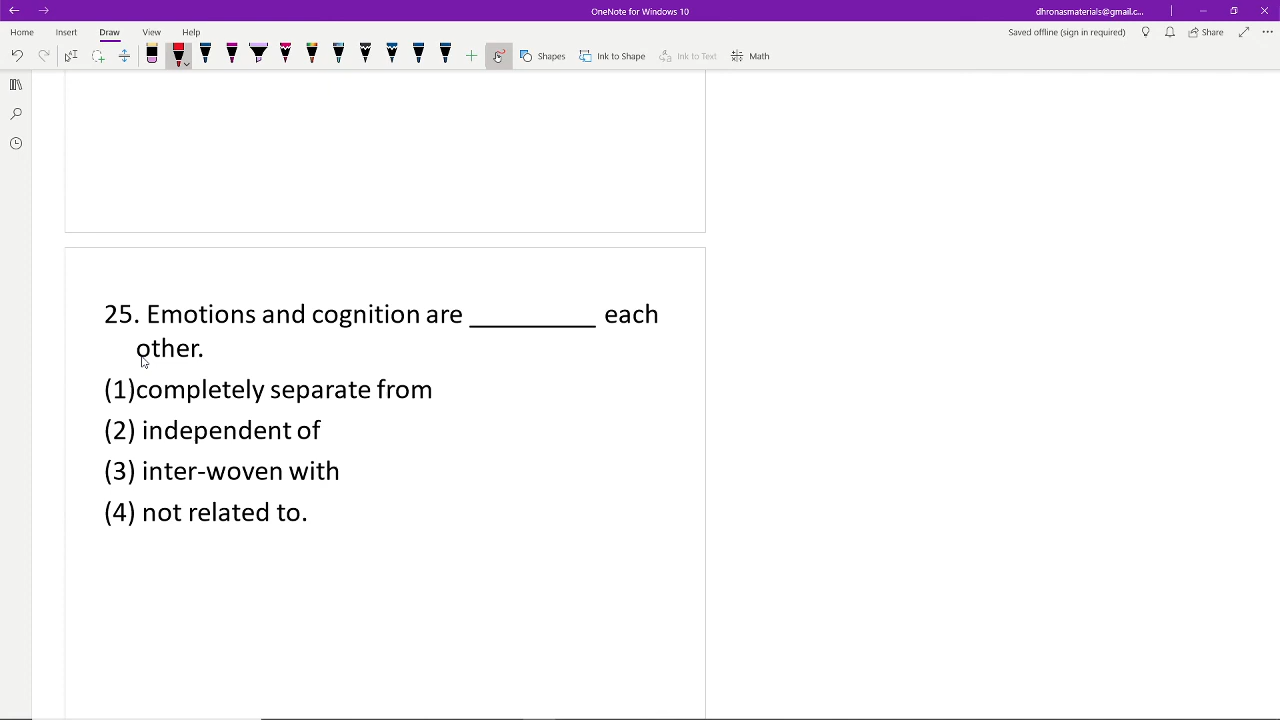 OneNote for Windows 10
dhronasmaterials@gmail.c...
Home Insert Draw View Help
Saved offline (sign in required)
Share
Shapes
Ink to Shape
Ink to Text
Math
25. Emotions and cognition are __________ each
other.
(1)completely separate from
(2) independent of
(3) inter-woven with
(4) not related to.